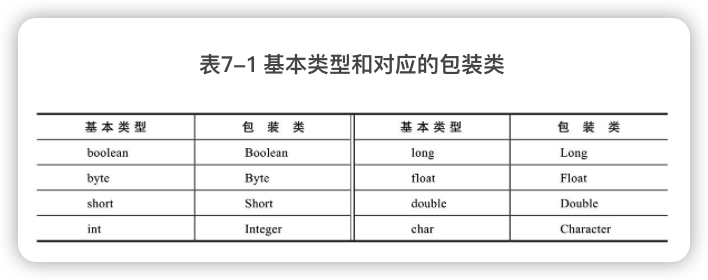 表7–1 基本类型和对应的包装类
基本类型 包装类 基本类型 包装类
boolean Boolean long Long
byte Byte float Float
short Short double Double
int Integer char Character